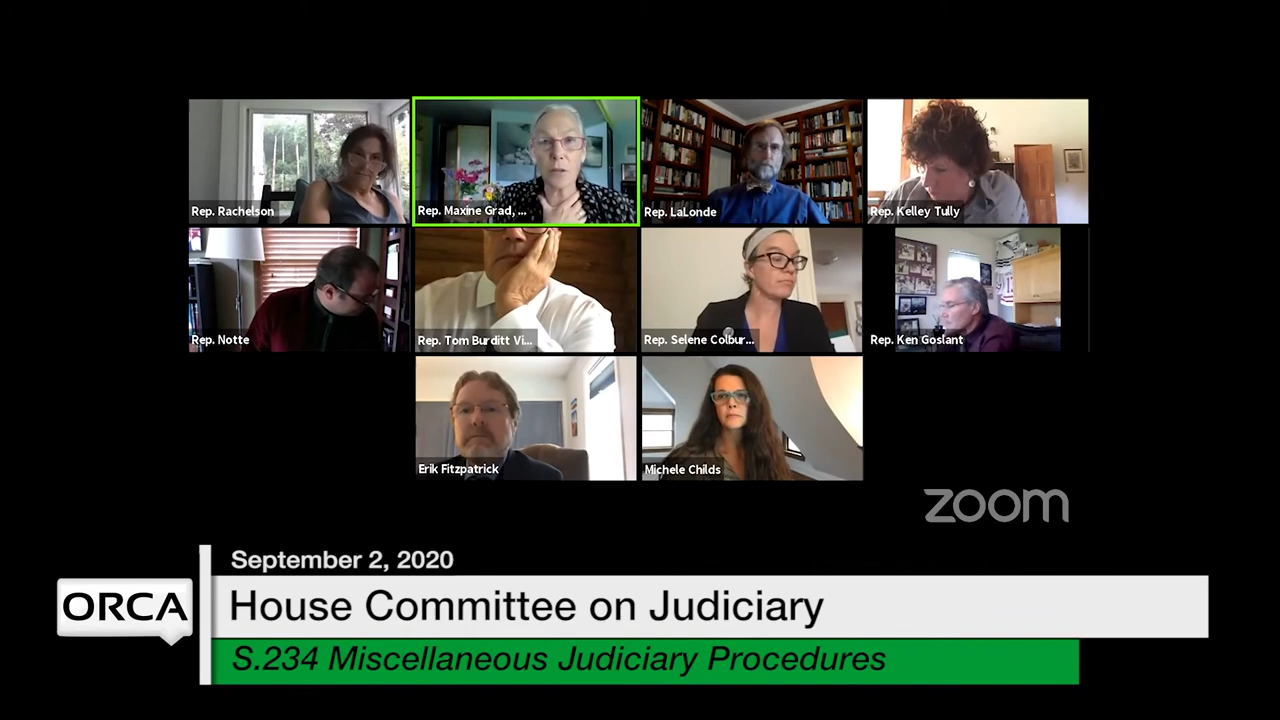 Rep. Rachelson
Rep. Maxine Grad, ...
Rep. LaLonde
Rep. Kelley Tully
Rep. Notte
Rep. Tom Burditt Vi...
Rep. Selene Colbur...
Rep. Ken Goslant
Erik Fitzpatrick
Michele Childs
zoom
September 2, 2020
ORCA
House Committee on Judiciary
S.234 Miscellaneous Judiciary Procedures